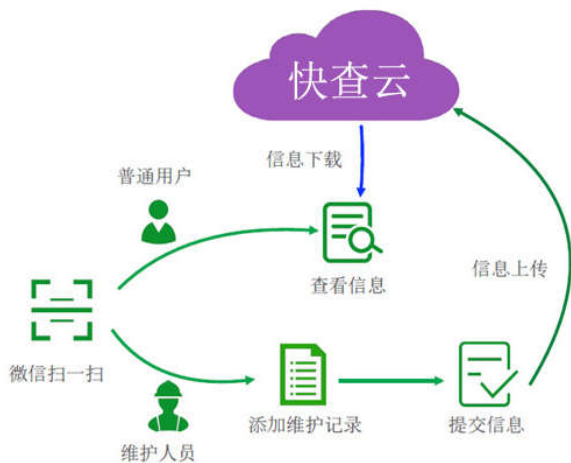 快查云
信息下载
普通用户
查看信息
信息上传
微信扫一扫
添加维护记录
提交信息
维护人员